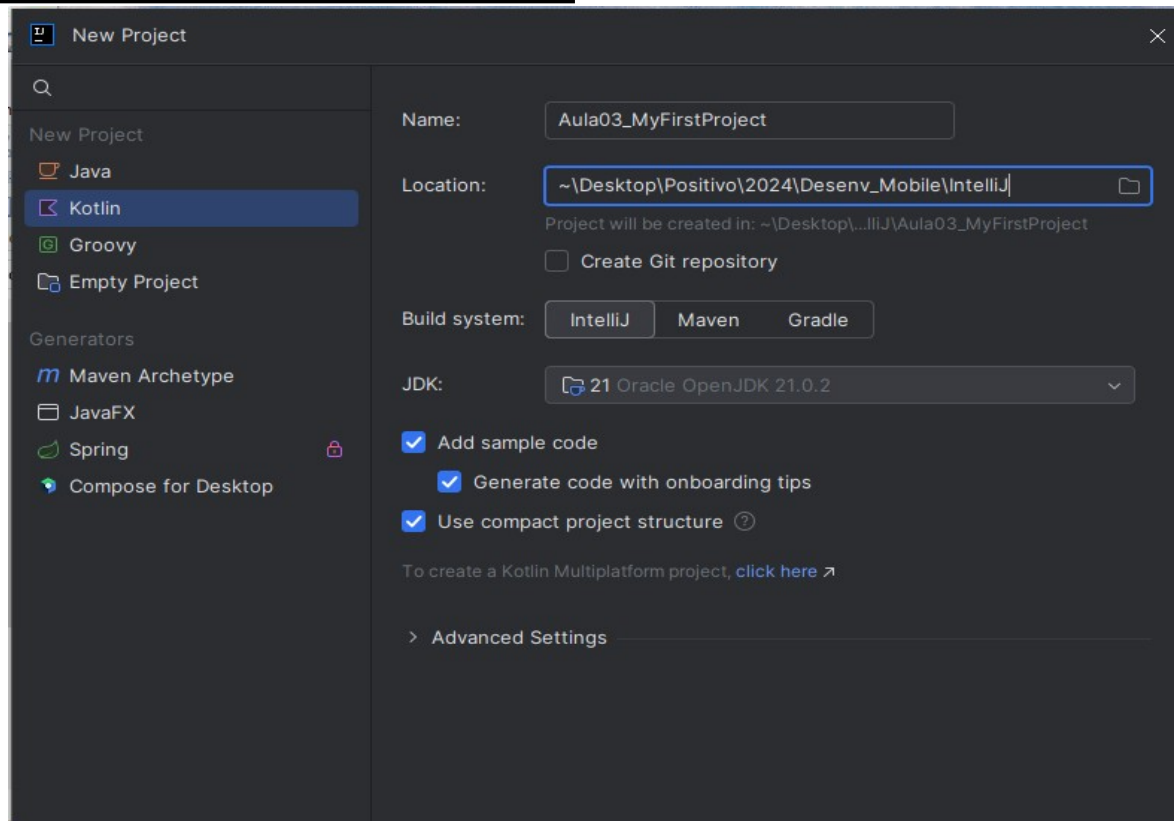 New Project
New Project
Java
Kotlin
Groovy
Empty Project
Generators
Maven Archetype
JavaFX
Spring
Compose for Desktop
Name: Aula03_MyFirstProject
Location: ~\Desktop\Positivo\2024\Desenv_Mobile\IntelliJ
Project will be created in: ~\Desktop\...lliJ\Aula03_MyFirstProject
Create Git repository
Build system: IntelliJ Maven Gradle
JDK: 21 Oracle OpenJDK 21.0.2
Add sample code
Generate code with onboarding tips
Use compact project structure
To create a Kotlin Multiplatform project, click here ↗
Advanced Settings